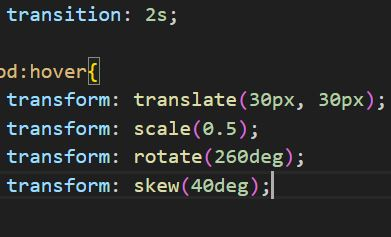 transition: 2s;
od:hover{
transform: translate(30px, 30px);
transform: scale(0.5);
transform: rotate(260deg);
transform: skew(40deg);